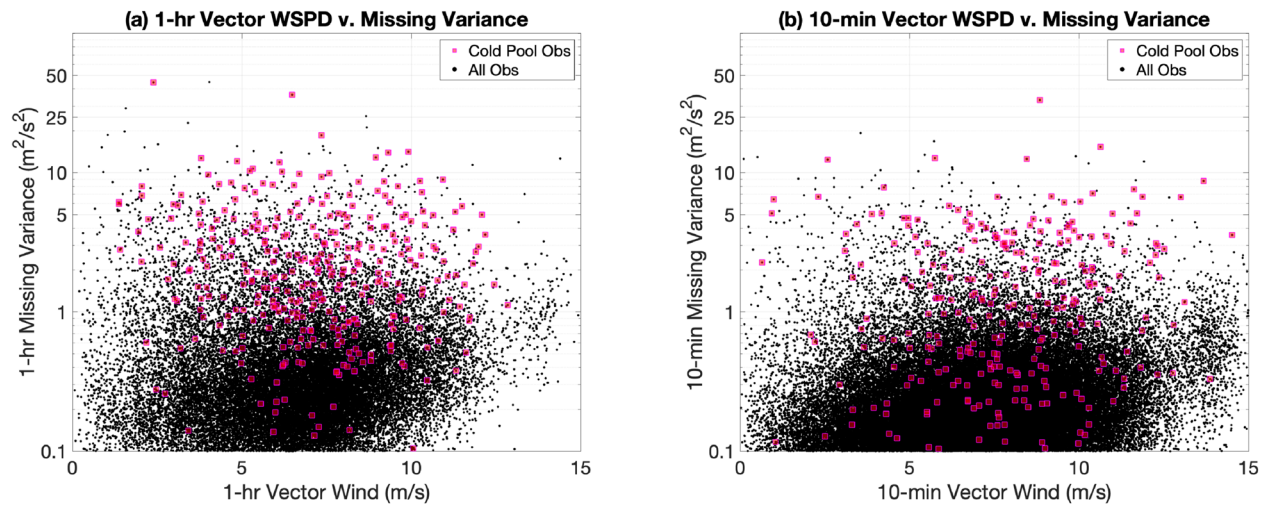 (a) 1-hr Vector WSPD v. Missing Variance
Cold Pool Obs
All Obs
1-hr Missing Variance (m²/s²)
50
25
10
5
1
0.1
0
5
10
15
1-hr Vector Wind (m/s)
(b) 10-min Vector WSPD v. Missing Variance
Cold Pool Obs
All Obs
10-min Missing Variance (m²/s²)
50
25
10
5
1
0.1
0
5
10
15
10-min Vector Wind (m/s)